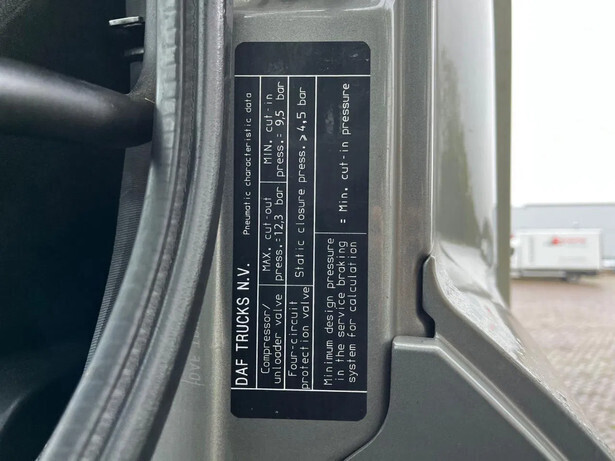 DAF TRUCKS N.V. Pneumatic characteristic data
Compressor/ MAX. cut-out MIN. cut-in
unloader valve press.=12,3 bar press.= 9,5 bar
Four-circuit Static closure press. > 4,5 bar
protection valve
Minimum design pressure
in the service braking = Min. cut-in pressure
system for calculation